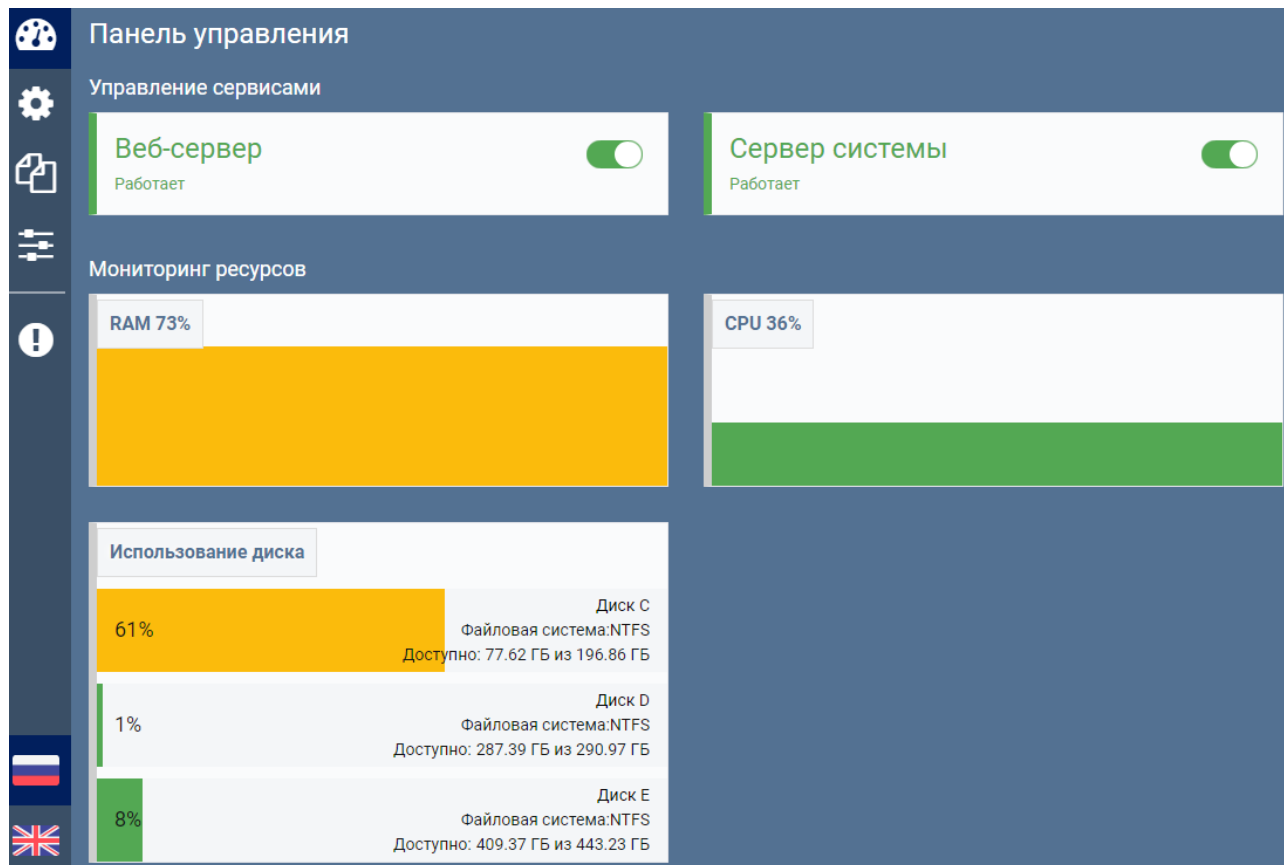 Панель управления
Управление сервисами
Веб-сервер
Работает
Сервер системы
Работает
Мониторинг ресурсов
RAM 73%
CPU 36%
Использование диска
61%
Диск C
Файловая система:NTFS
Доступно: 77.62 ГБ из 196.86 ГБ
1%
Диск D
Файловая система:NTFS
Доступно: 287.39 ГБ из 290.97 ГБ
8%
Диск E
Файловая система:NTFS
Доступно: 409.37 ГБ из 443.23 ГБ